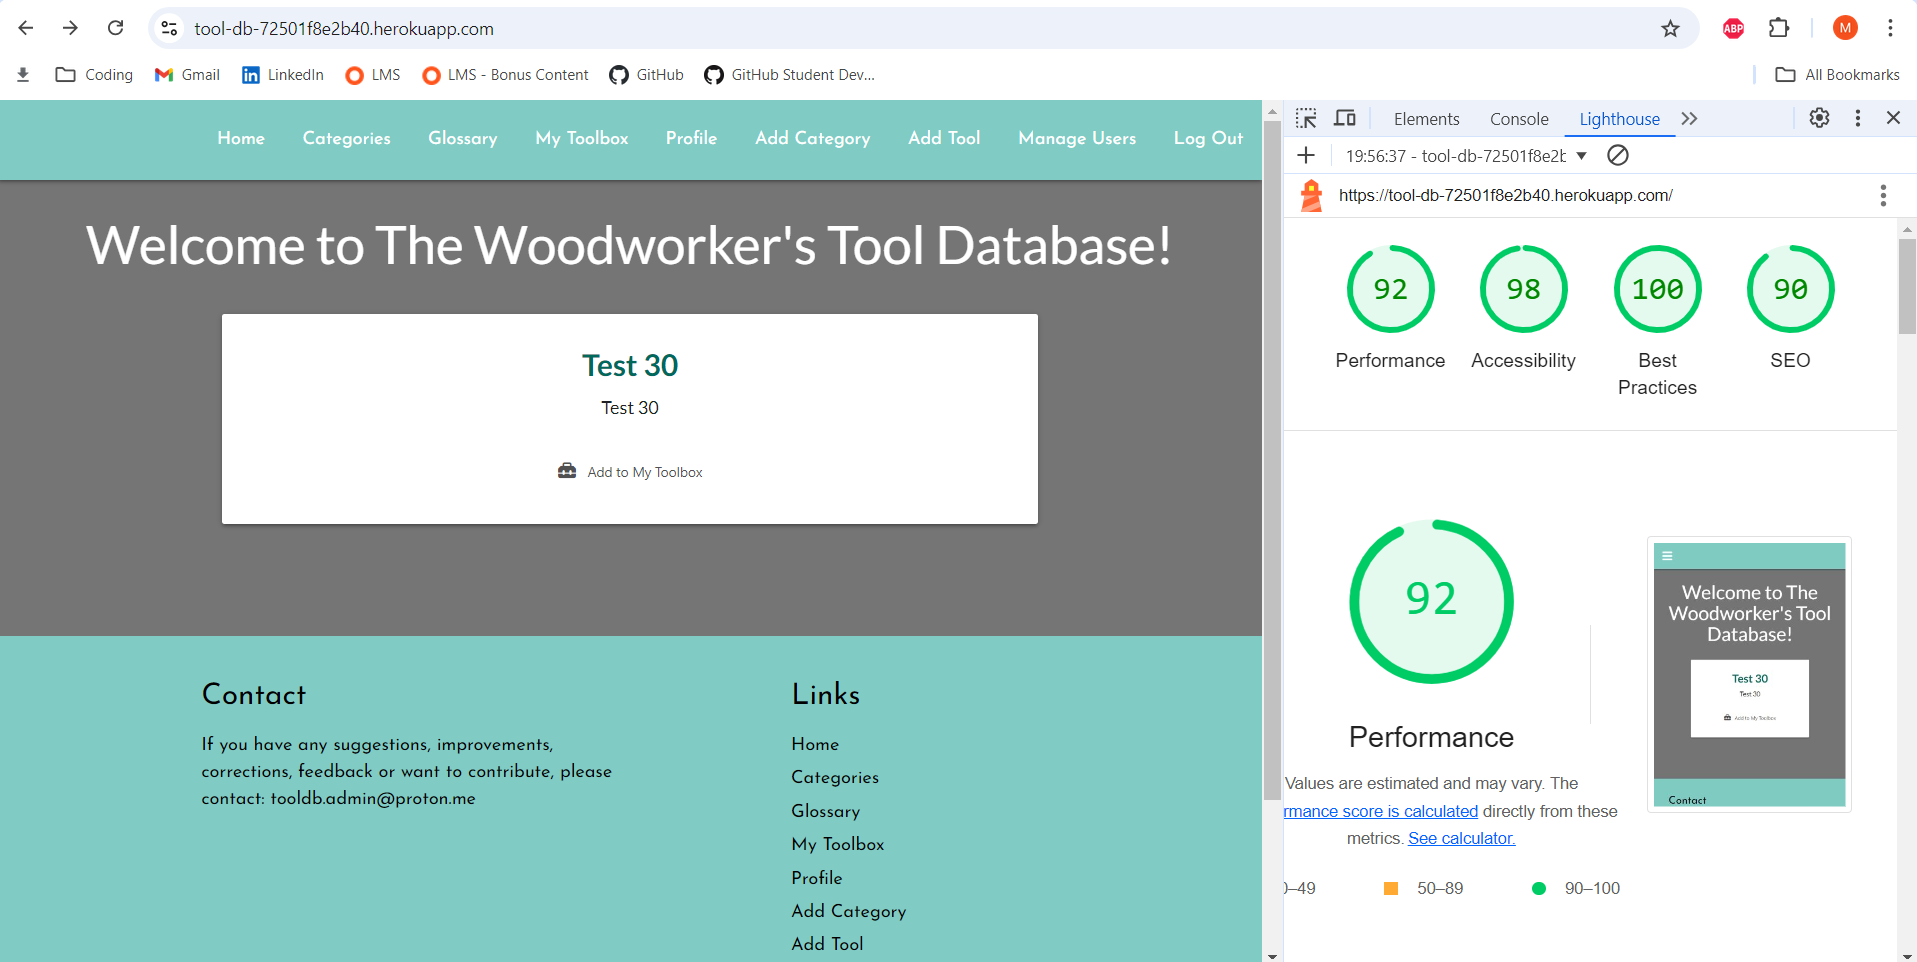 tool-db-72501f8e2b40.herokuapp.com
ABP
M
Coding
Gmail
LinkedIn
LMS
LMS - Bonus Content
GitHub
GitHub Student Dev...
All Bookmarks
Home Categories Glossary My Toolbox Profile Add Category Add Tool Manage Users Log Out
Welcome to The Woodworker's Tool Database!
Test 30
Test 30
Add to My Toolbox
Contact
If you have any suggestions, improvements,
corrections, feedback or want to contribute, please
contact: tooldb.admin@proton.me
Links
Home
Categories
Glossary
My Toolbox
Profile
Add Category
Add Tool
Elements Console Lighthouse
19:56:37 - tool-db-72501f8e2b
https://tool-db-72501f8e2b40.herokuapp.com/
92 98 100 90
Performance Accessibility Best SEO
Practices
92
Performance
Values are estimated and may vary. The
rmance score is calculated directly from these
metrics. See calculator.
0–49 50–89 90–100
Welcome to The
Woodworker's Tool
Database!
Test 30
Test 30
Add to My Toolbox
Contact